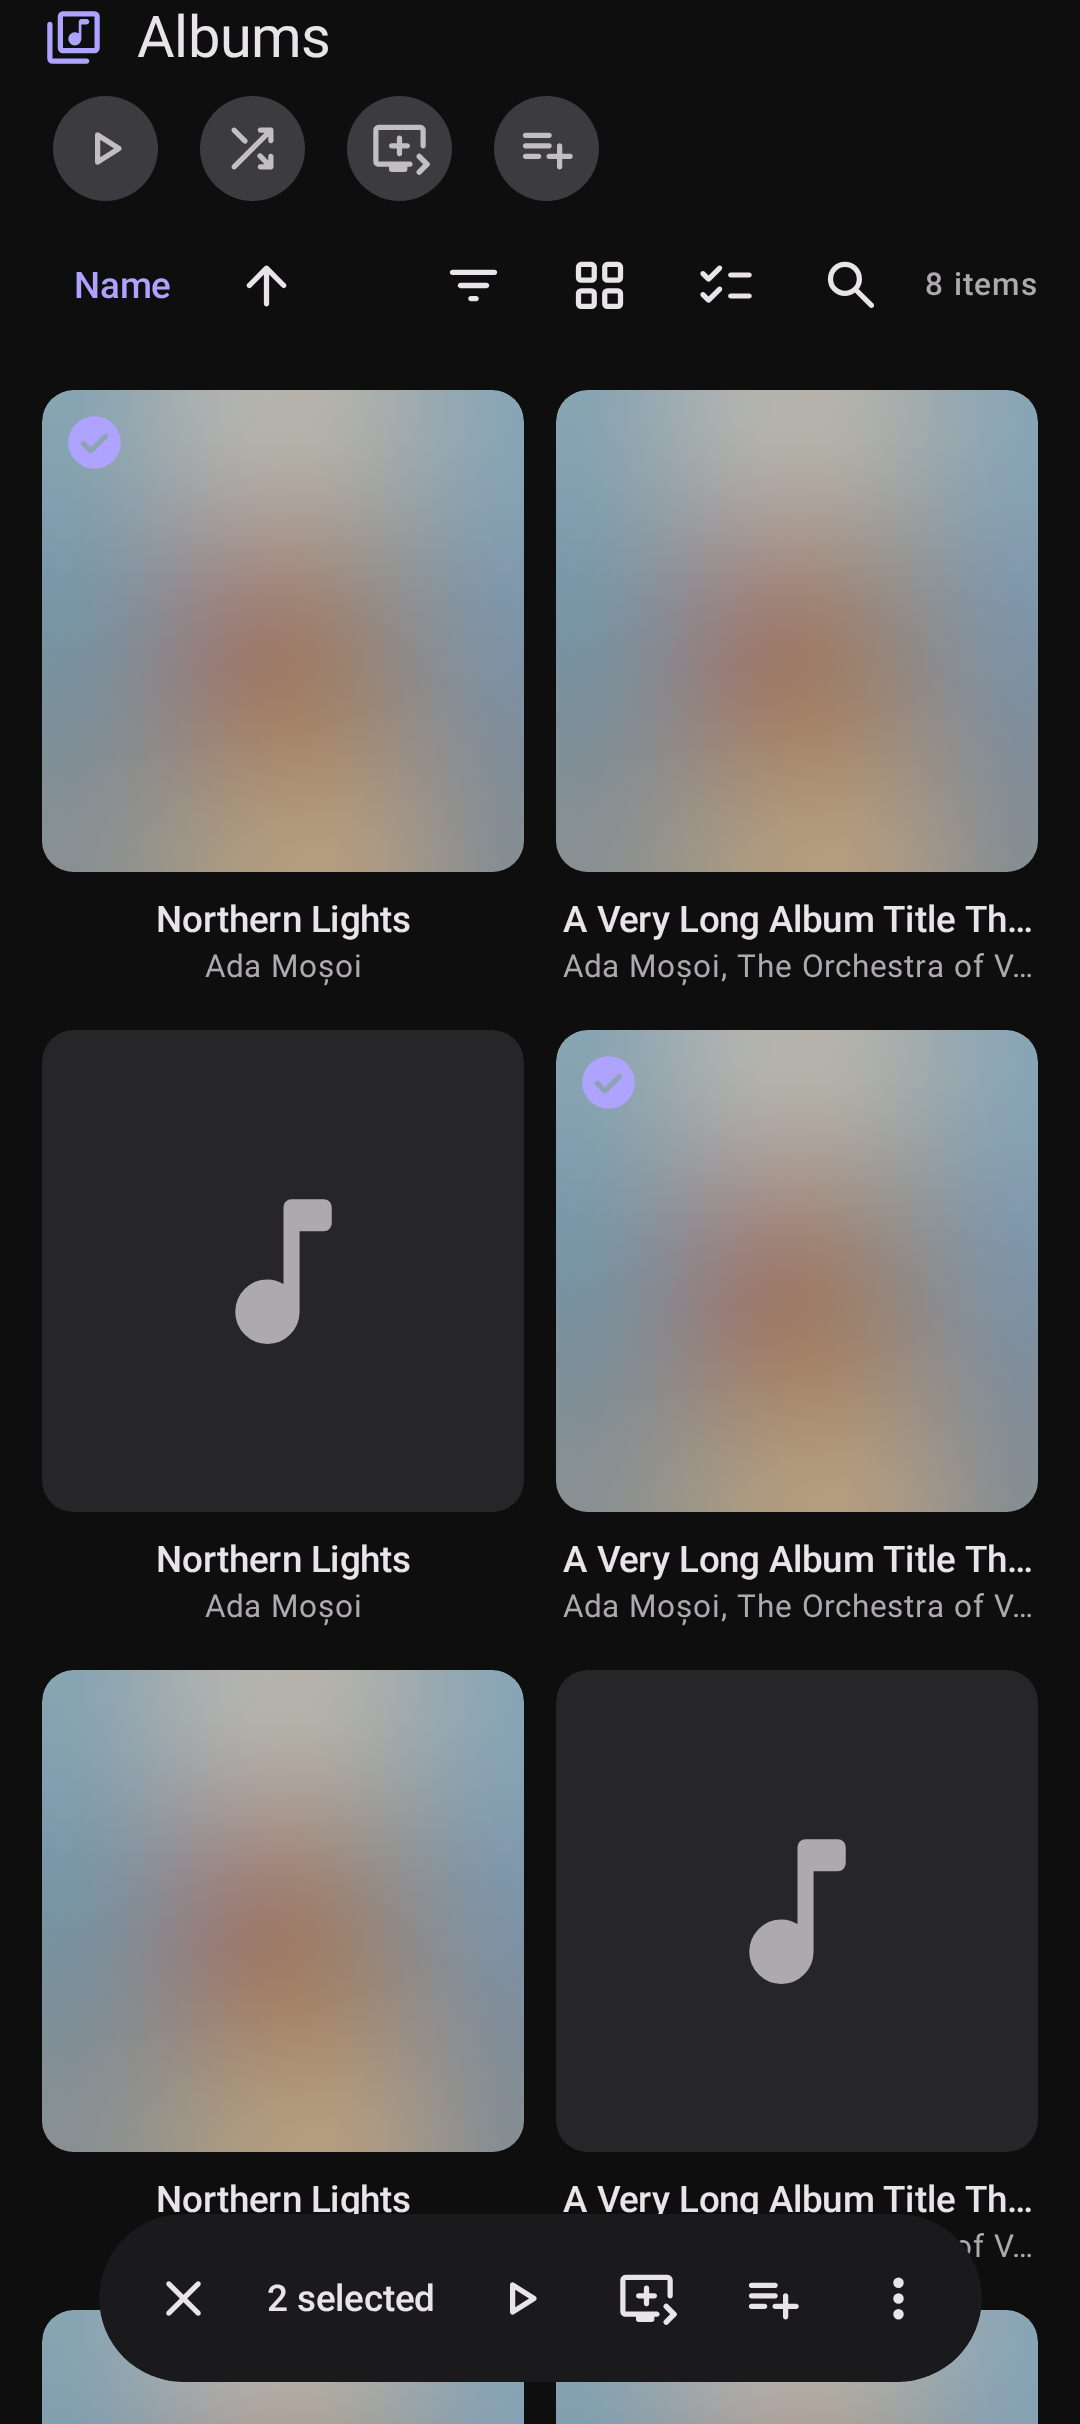 Albums
Name
8 items
Northern Lights
Ada Moșoi
A Very Long Album Title Th…
Ada Moșoi, The Orchestra of V…
Northern Lights
Ada Moșoi
A Very Long Album Title Th…
Ada Moșoi, The Orchestra of V…
Northern Lights
A Very Long Album Title Th…
of V…
2 selected